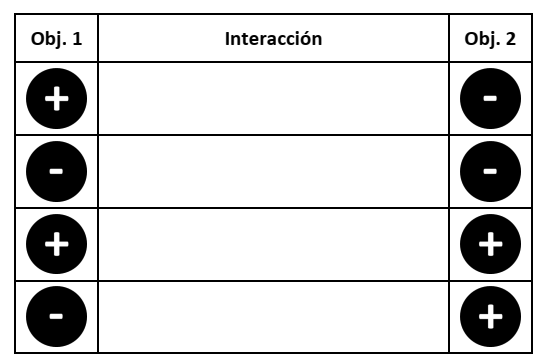 Obj. 1 Interacción Obj. 2
+ -
- -
+ +
- +